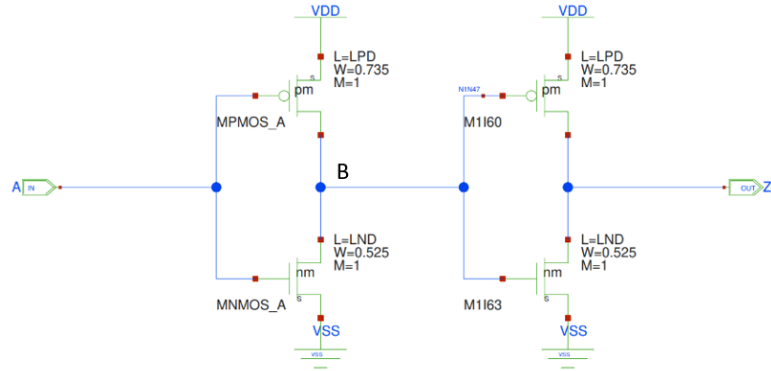 VDD
VDD
L=LPD
W=0.735
M=1
s
pm
MPMOS_A
L=LPD
W=0.735
M=1
s
pm
N1N47
M1I60
A
IN
B
OUT
Z
L=LND
W=0.525
M=1
nm
s
MNMOS_A
L=LND
W=0.525
M=1
nm
s
M1I63
VSS
VSS
vss
vss